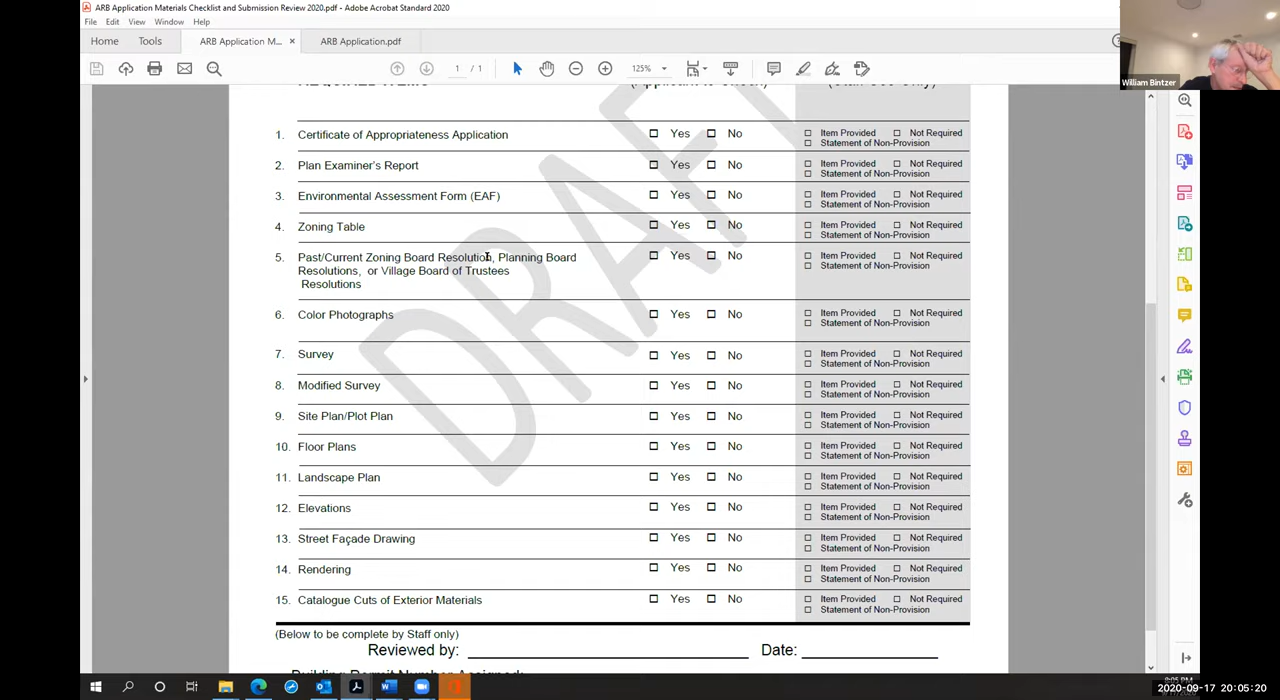 ARB Application Materials Checklist and Submission Review 2020.pdf - Adobe Acrobat Standard 2020
File Edit View Window Help
Home Tools ARB Application M... × ARB Application.pdf
1 / 1 125%
William Bintzer
DRAFT
1. Certificate of Appropriateness Application Yes No Item Provided Not Required
Statement of Non-Provision
2. Plan Examiner's Report Yes No Item Provided Not Required
Statement of Non-Provision
3. Environmental Assessment Form (EAF) Yes No Item Provided Not Required
Statement of Non-Provision
4. Zoning Table Yes No Item Provided Not Required
Statement of Non-Provision
5. Past/Current Zoning Board Resolution, Planning Board Yes No Item Provided Not Required
Resolutions, or Village Board of Trustees Statement of Non-Provision
Resolutions
6. Color Photographs Yes No Item Provided Not Required
Statement of Non-Provision
7. Survey Yes No Item Provided Not Required
Statement of Non-Provision
8. Modified Survey Yes No Item Provided Not Required
Statement of Non-Provision
9. Site Plan/Plot Plan Yes No Item Provided Not Required
Statement of Non-Provision
10. Floor Plans Yes No Item Provided Not Required
Statement of Non-Provision
11. Landscape Plan Yes No Item Provided Not Required
Statement of Non-Provision
12. Elevations Yes No Item Provided Not Required
Statement of Non-Provision
13. Street Façade Drawing Yes No Item Provided Not Required
Statement of Non-Provision
14. Rendering Yes No Item Provided Not Required
Statement of Non-Provision
15. Catalogue Cuts of Exterior Materials Yes No Item Provided Not Required
Statement of Non-Provision
(Below to be complete by Staff only)
Reviewed by: Date:
2020-09-17 20:05:20